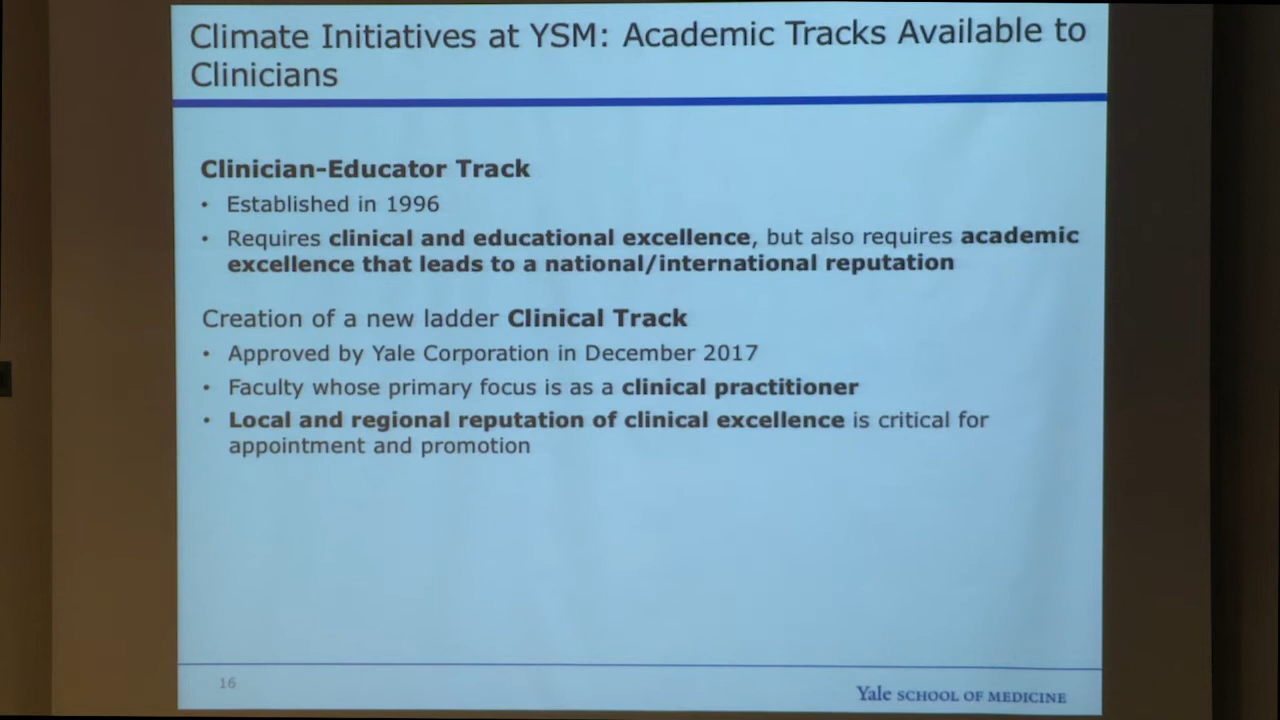 Climate Initiatives at YSM: Academic Tracks Available to
Clinicians
Clinician-Educator Track
• Established in 1996
• Requires clinical and educational excellence, but also requires academic
excellence that leads to a national/international reputation
Creation of a new ladder Clinical Track
• Approved by Yale Corporation in December 2017
• Faculty whose primary focus is as a clinical practitioner
• Local and regional reputation of clinical excellence is critical for
appointment and promotion
16
Yale SCHOOL OF MEDICINE